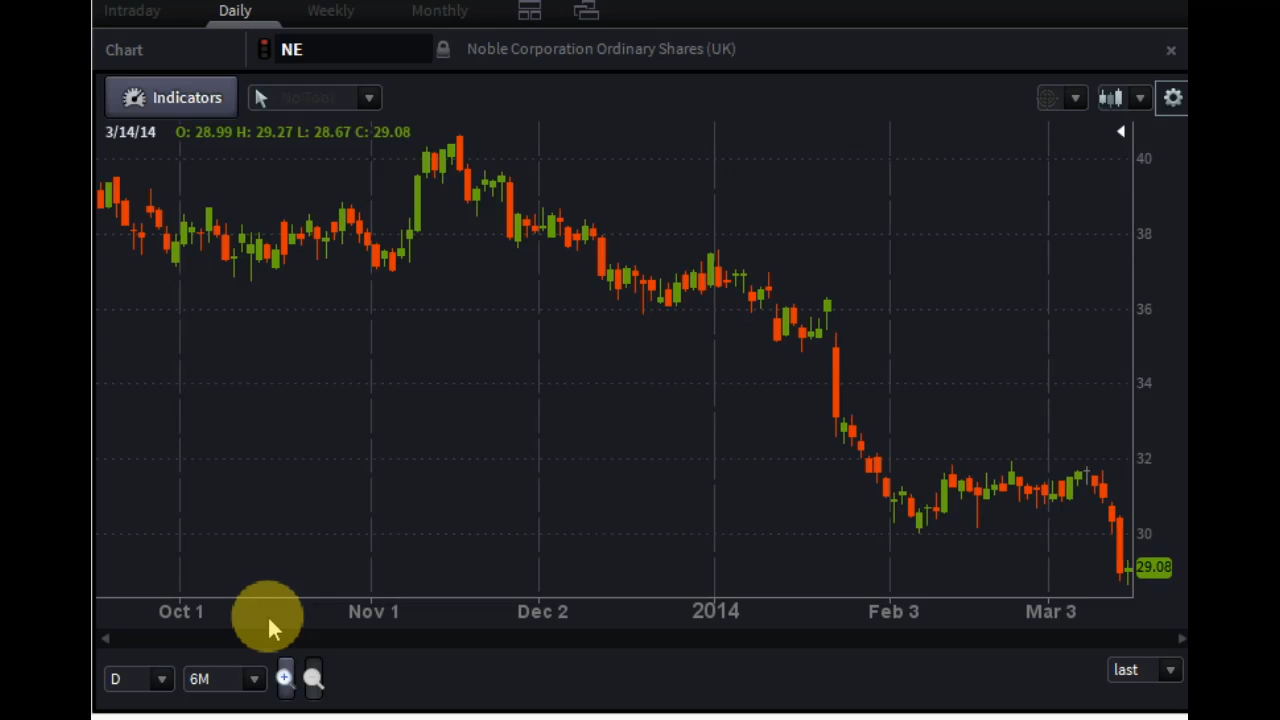 Intraday Daily Weekly Monthly
Chart NE Noble Corporation Ordinary Shares (UK)
Indicators No Tool
3/14/14 O: 28.99 H: 29.27 L: 28.67 C: 29.08
40
38
36
34
32
30
29.08
Oct 1 Nov 1 Dec 2 2014 Feb 3 Mar 3
D 6M last